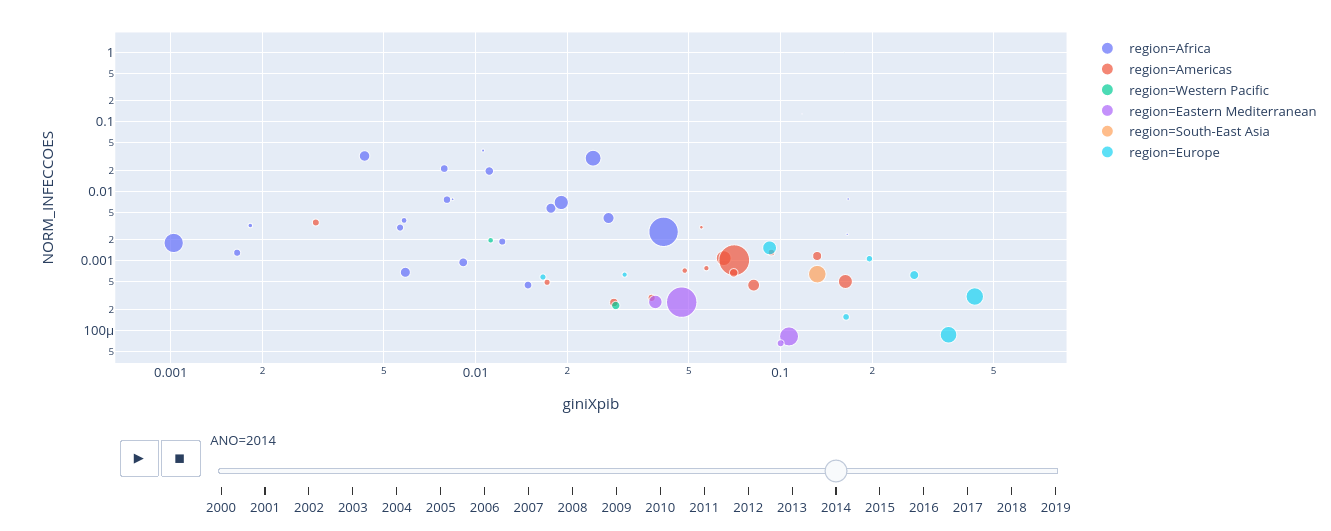 NORM_INFECCOES
1
5
2
0.1
5
2
0.01
5
2
0.001
5
2
100μ
5
0.001 2 5 0.01 2 5 0.1 2 5
giniXpib
region=Africa
region=Americas
region=Western Pacific
region=Eastern Mediterranean
region=South-East Asia
region=Europe
ANO=2014
2000 2001 2002 2003 2004 2005 2006 2007 2008 2009 2010 2011 2012 2013 2014 2015 2016 2017 2018 2019